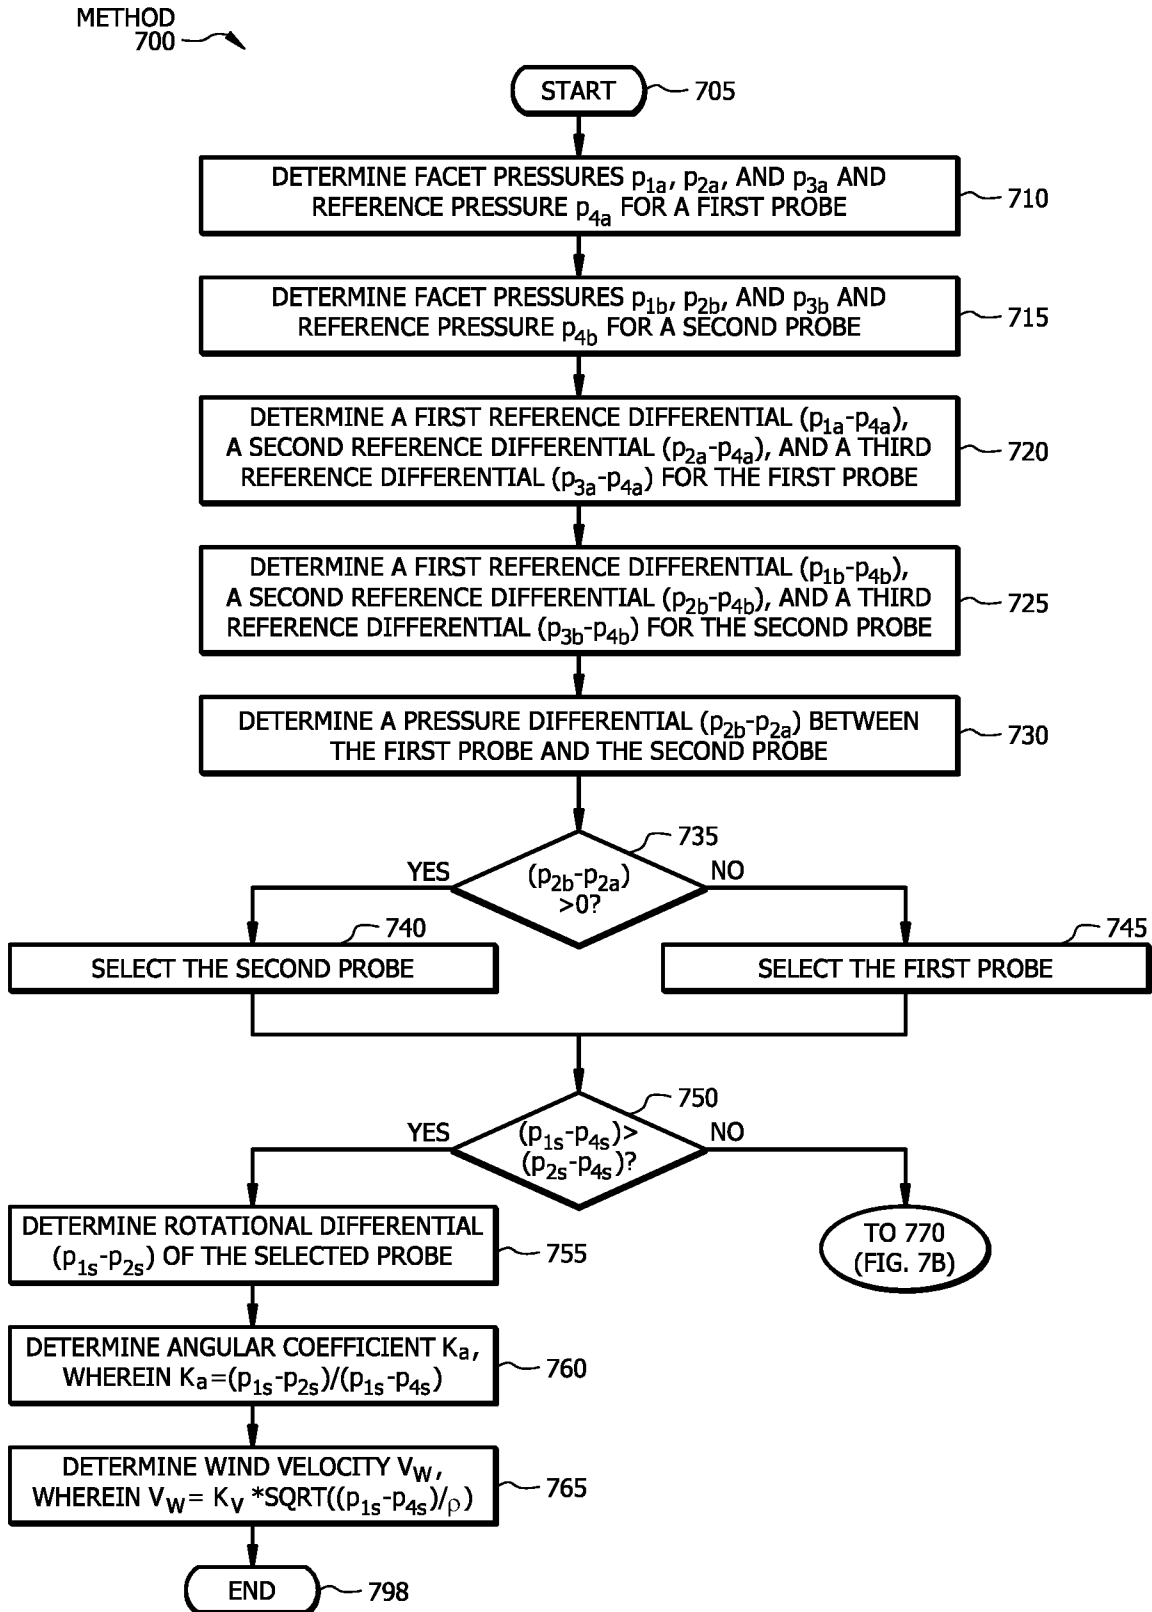 METHOD
700
START
705
DETERMINE FACET PRESSURES p1a, p2a, AND p3a AND
REFERENCE PRESSURE p4a FOR A FIRST PROBE
710
DETERMINE FACET PRESSURES p1b, p2b, AND p3b AND
REFERENCE PRESSURE p4b FOR A SECOND PROBE
715
DETERMINE A FIRST REFERENCE DIFFERENTIAL (p1a-p4a),
A SECOND REFERENCE DIFFERENTIAL (p2a-p4a), AND A THIRD
REFERENCE DIFFERENTIAL (p3a-p4a) FOR THE FIRST PROBE
720
DETERMINE A FIRST REFERENCE DIFFERENTIAL (p1b-p4b),
A SECOND REFERENCE DIFFERENTIAL (p2b-p4b), AND A THIRD
REFERENCE DIFFERENTIAL (p3b-p4b) FOR THE SECOND PROBE
725
DETERMINE A PRESSURE DIFFERENTIAL (p2b-p2a) BETWEEN
THE FIRST PROBE AND THE SECOND PROBE
730
735
YES
(p2b-p2a)
>0?
NO
740
SELECT THE SECOND PROBE
745
SELECT THE FIRST PROBE
750
YES
(p1s-p4s)>
(p2s-p4s)?
NO
DETERMINE ROTATIONAL DIFFERENTIAL
(p1s-p2s) OF THE SELECTED PROBE
755
TO 770
(FIG. 7B)
DETERMINE ANGULAR COEFFICIENT Ka,
WHEREIN Ka=(p1s-p2s)/(p1s-p4s)
760
DETERMINE WIND VELOCITY VW,
WHEREIN VW= KV *SQRT((p1s-p4s)/ρ)
765
END
798